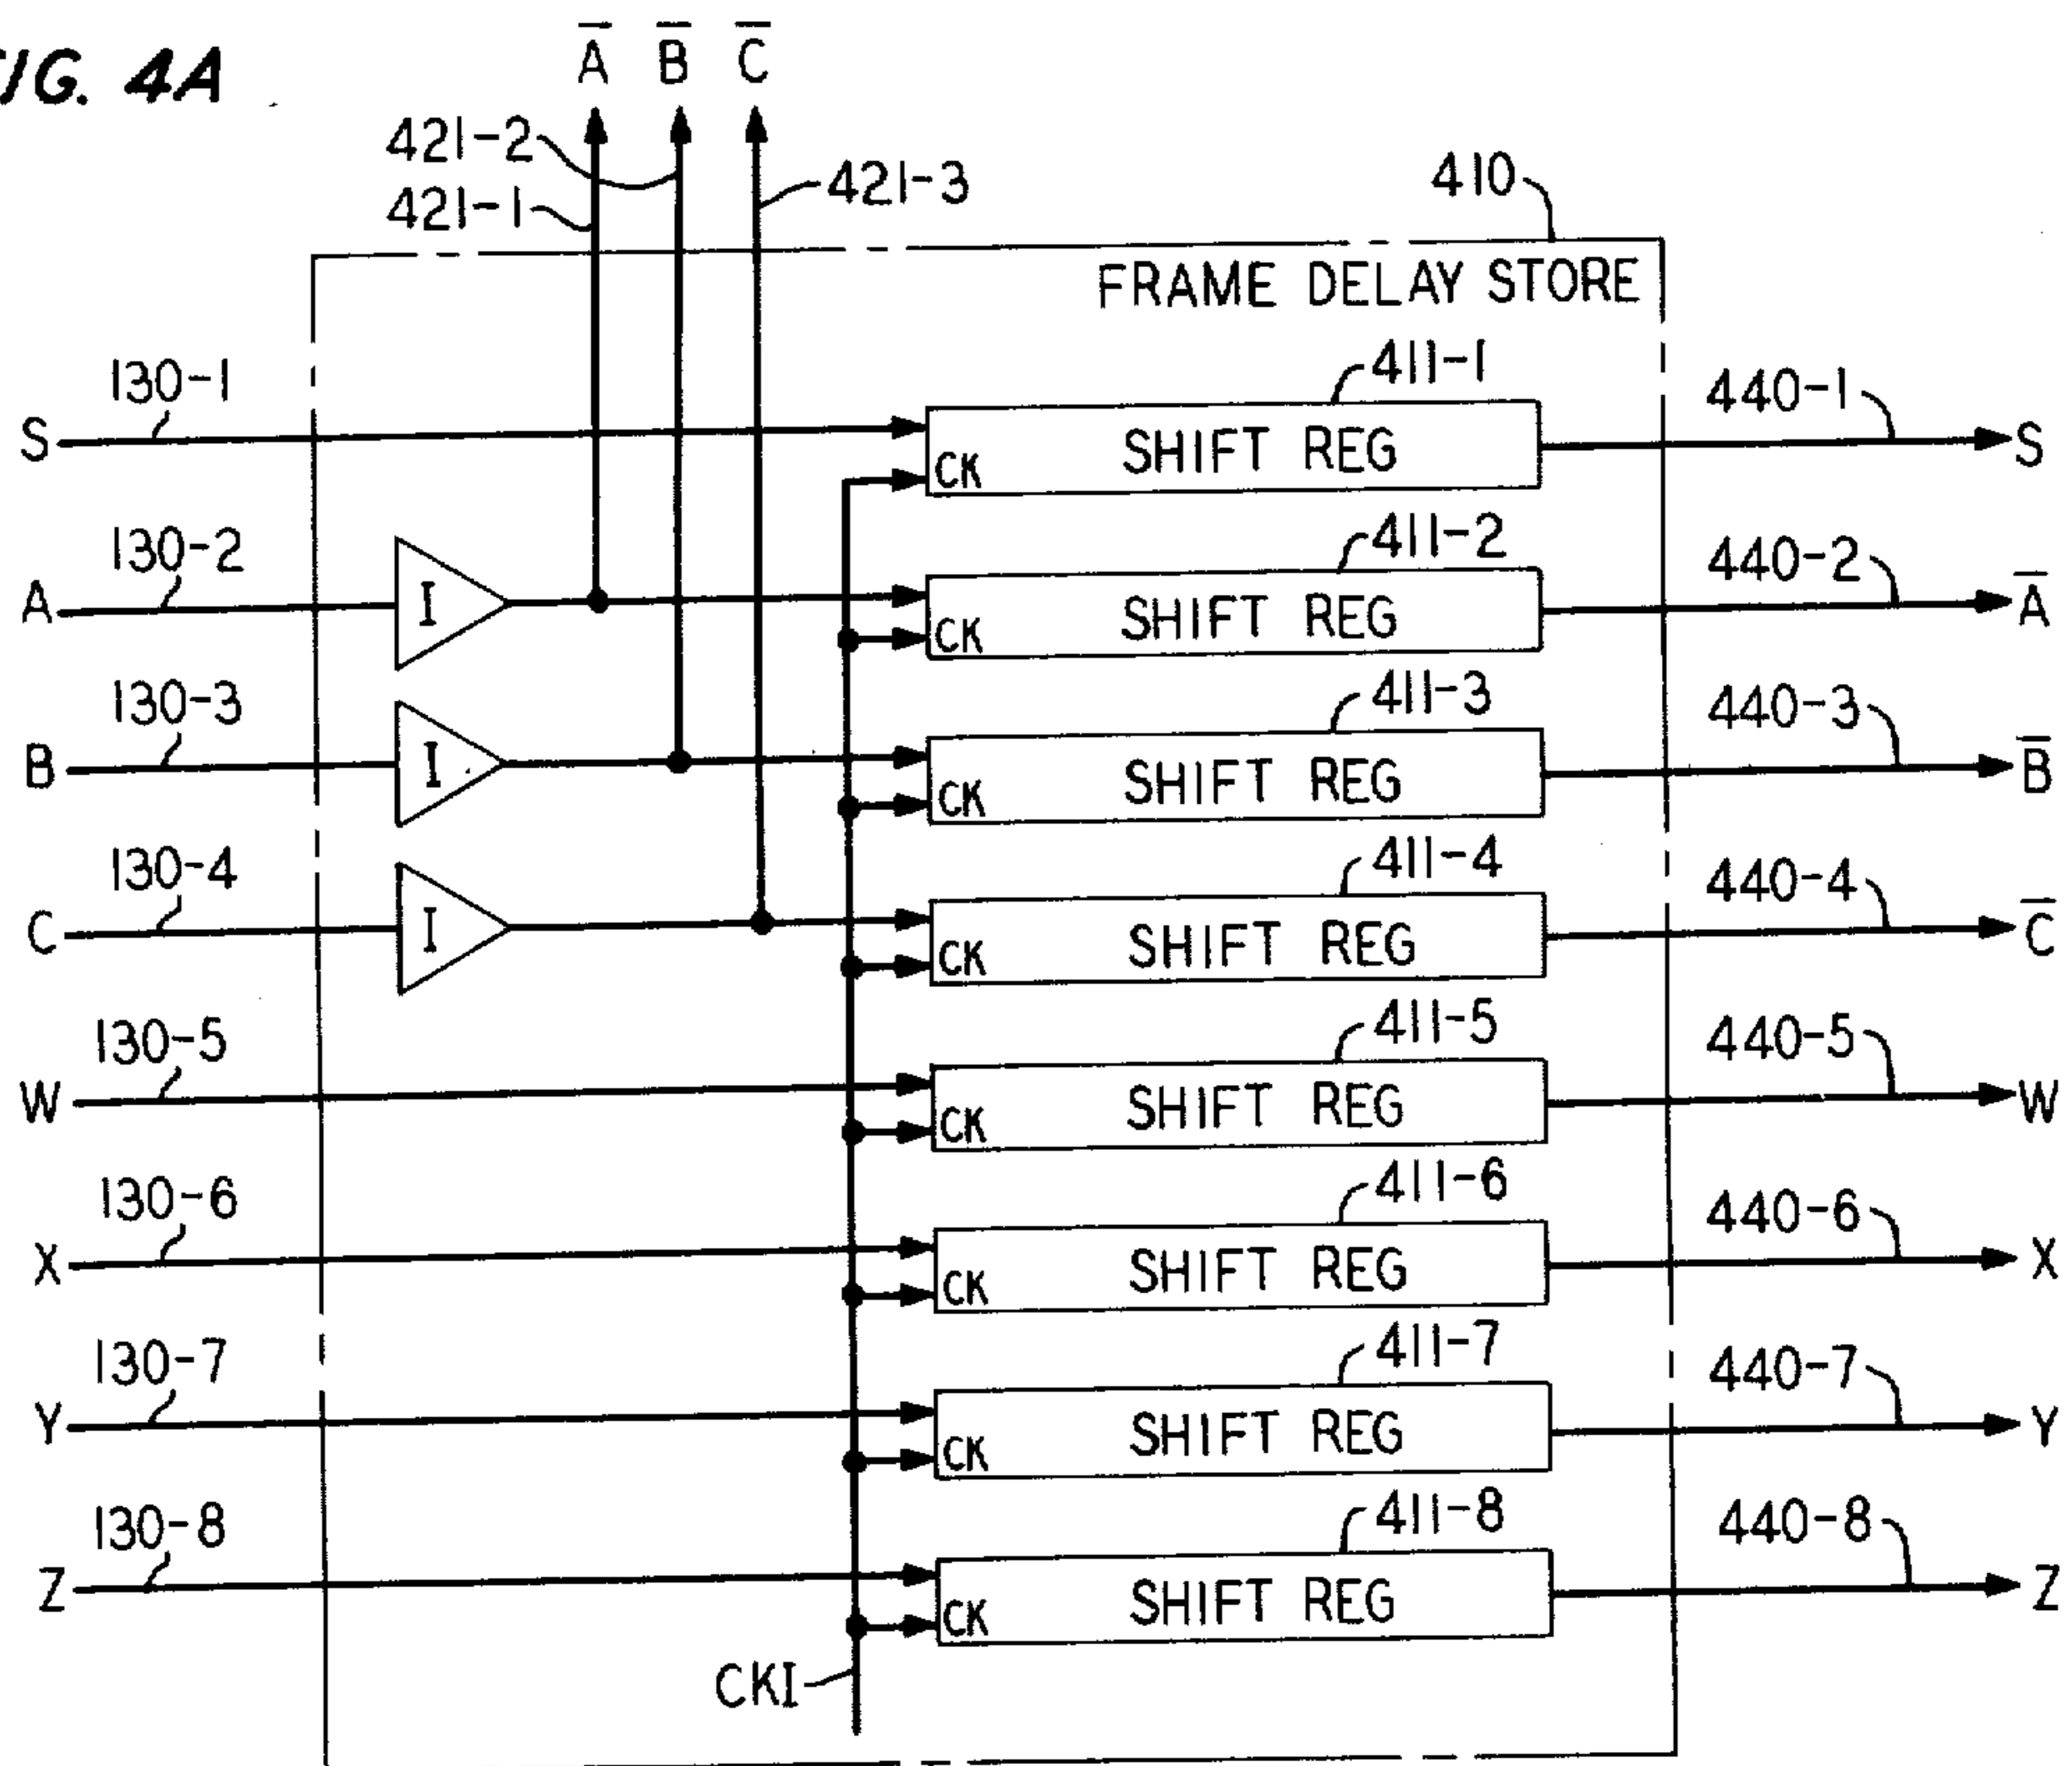 FIG. 4A
A̅ B̅ C̅
421-2
421-1
421-3
410
FRAME DELAY STORE
S 130-1 411-1 CK SHIFT REG 440-1 S
A 130-2 I 411-2 CK SHIFT REG 440-2 A̅
B 130-3 I 411-3 CK SHIFT REG 440-3 B̅
C 130-4 I 411-4 CK SHIFT REG 440-4 C̅
W 130-5 411-5 CK SHIFT REG 440-5 W
X 130-6 411-6 CK SHIFT REG 440-6 X
Y 130-7 411-7 CK SHIFT REG 440-7 Y
Z 130-8 411-8 CK SHIFT REG 440-8 Z
CKI